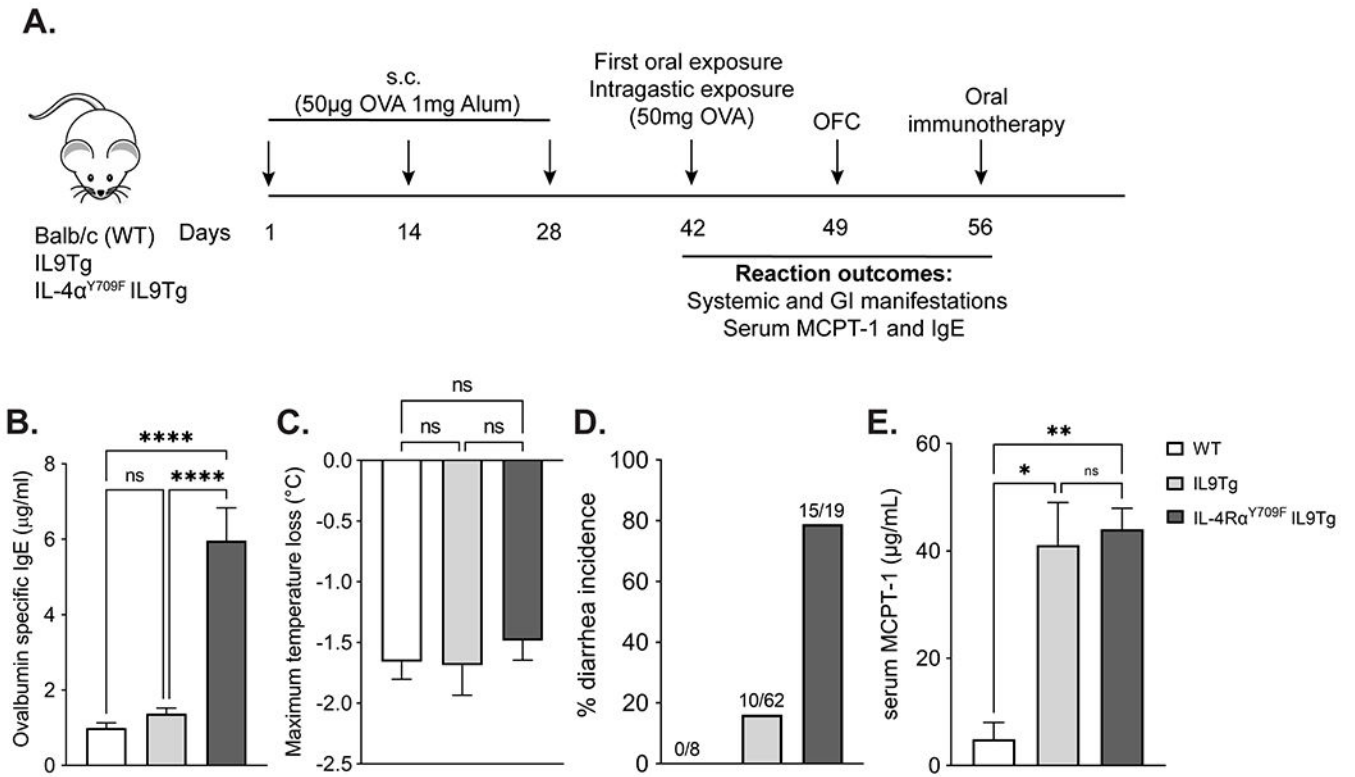 A.
s.c.
(50µg OVA 1mg Alum)
First oral exposure
Intragastic exposure
(50mg OVA)
OFC
Oral
immunotherapy
Balb/c (WT)
IL9Tg
IL-4αY709F IL9Tg
Days
1
14
28
42
49
56
Reaction outcomes:
Systemic and GI manifestations
Serum MCPT-1 and IgE
B.
Ovalbumin specific IgE (µg/ml)
8
6
4
2
0
ns
****
****
C.
Maximum temperature loss (°C)
0.0
-0.5
-1.0
-1.5
-2.0
-2.5
ns
ns
ns
D.
% diarrhea incidence
100
80
60
40
20
0
0/8
10/62
15/19
E.
serum MCPT-1 (µg/mL)
60
40
20
0
**
*
ns
WT
IL9Tg
IL-4RαY709F IL9Tg